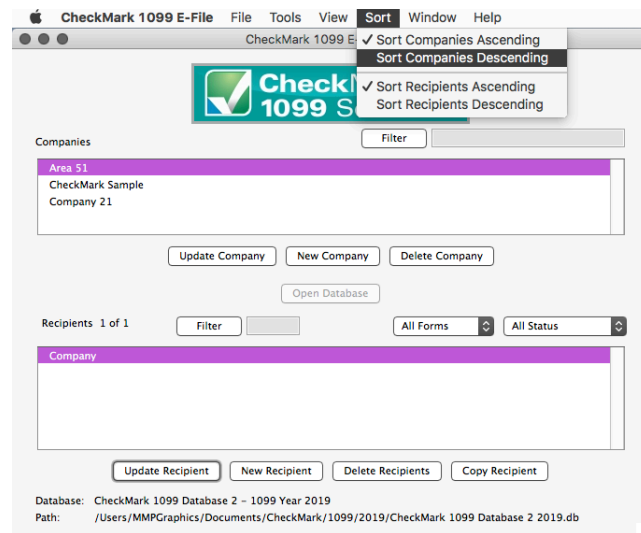 CheckMark 1099 E-File File Tools View Sort Window Help
CheckMark 1099 E-
✓ Sort Companies Ascending
Sort Companies Descending
✓ Sort Recipients Ascending
Sort Recipients Descending
Check
1099 S
Companies
Filter
Area 51
CheckMark Sample
Company 21
Update Company New Company Delete Company
Open Database
Recipients 1 of 1 Filter All Forms All Status
Company
Update Recipient New Recipient Delete Recipients Copy Recipient
Database: CheckMark 1099 Database 2 – 1099 Year 2019
Path: /Users/MMPGraphics/Documents/CheckMark/1099/2019/CheckMark 1099 Database 2 2019.db